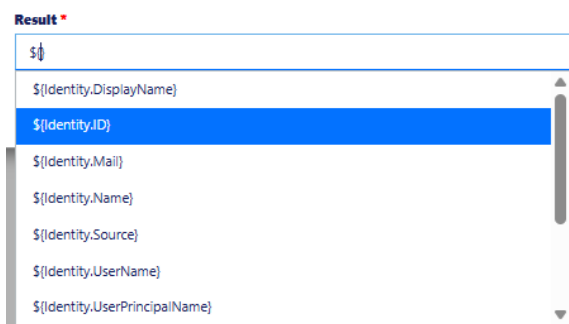 Result *
${}
${Identity.DisplayName}
${Identity.ID}
${Identity.Mail}
${Identity.Name}
${Identity.Source}
${Identity.UserName}
${Identity.UserPrincipalName}